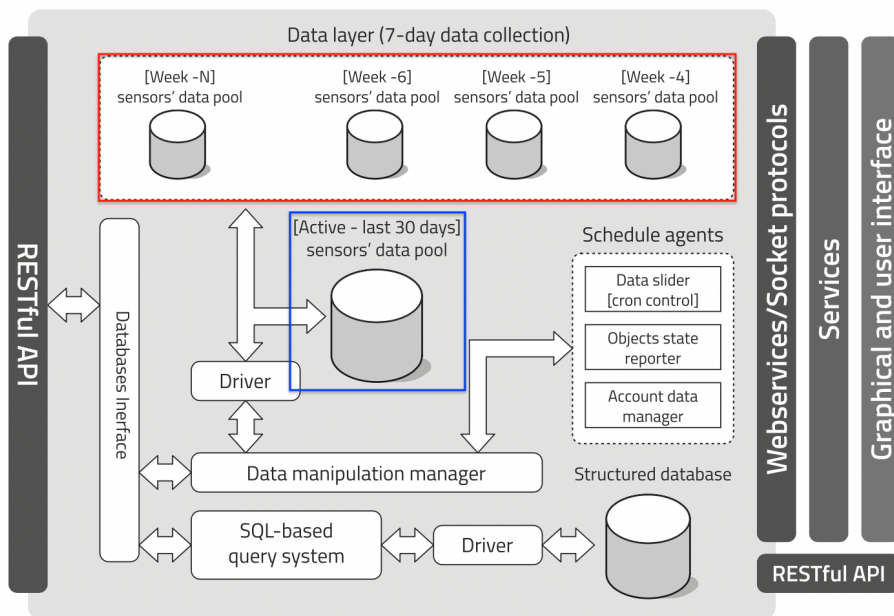 Data layer (7-day data collection)
[Week -N]
sensors' data pool
[Week -6]
sensors' data pool
[Week -5]
sensors' data pool
[Week -4]
sensors' data pool
RESTful API
Databases Inerface
[Active - last 30 days]
sensors' data pool
Driver
Schedule agents
Data slider
[cron control]
Objects state
reporter
Account data
manager
Data manipulation manager
SQL-based
query system
Driver
Structured database
Webservices/Socket protocols
Services
Graphical and user interface
RESTful API